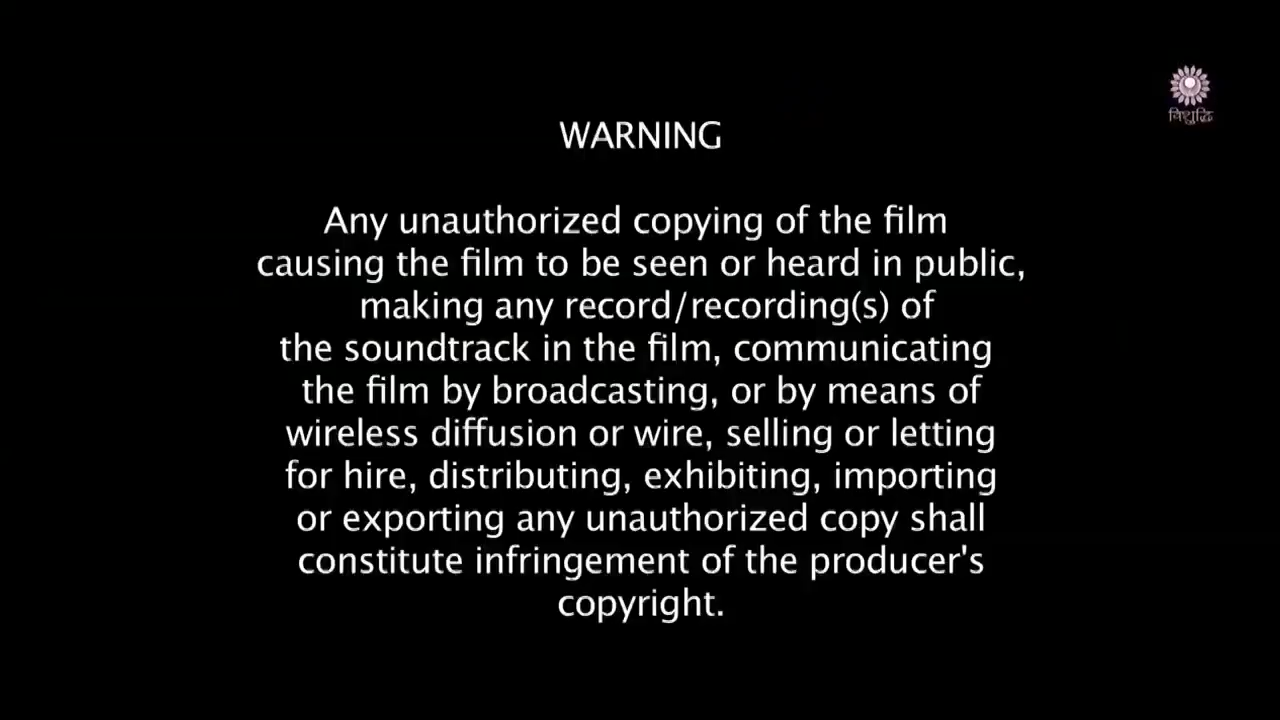 विशुद्धि
WARNING
Any unauthorized copying of the film
causing the film to be seen or heard in public,
making any record/recording(s) of
the soundtrack in the film, communicating
the film by broadcasting, or by means of
wireless diffusion or wire, selling or letting
for hire, distributing, exhibiting, importing
or exporting any unauthorized copy shall
constitute infringement of the producer's
copyright.